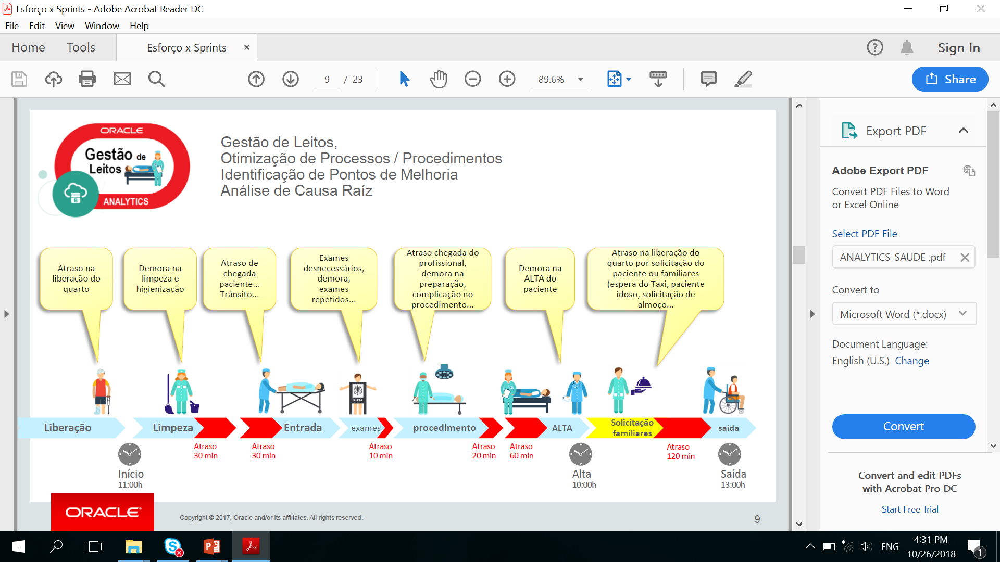 Esforço x Sprints - Adobe Acrobat Reader DC
File Edit View Window Help
Home Tools Esforço x Sprints Sign In
9 / 23 89.6% Share
ORACLE
Gestão de
Leitos
B
ANALYTICS
Gestão de Leitos,
Otimização de Processos / Procedimentos
Identificação de Pontos de Melhoria
Análise de Causa Raíz
Atraso na
liberação do
quarto
Demora na
limpeza e
higienização
Atraso de
chegada
paciente...
Trânsito...
Exames
desnecessários,
demora,
exames
repetidos...
Atraso chegada do
profissional,
demora na
preparação,
complicação no
procedimento...
Demora na
ALTA do
paciente
Atraso na liberação do
quarto por solicitação do
paciente ou familiares
(espera do Taxi, paciente
idoso, solicitação de
almoço...
X-RAY
Liberação
Limpeza
Entrada
exames
procedimento
ALTA
Solicitação
familiares
saída
Atraso
30 min
Atraso
30 min
Atraso
10 min
Atraso
20 min
Atraso
60 min
Atraso
120 min
Início
11:00h
Alta
10:00h
Saída
13:00h
ORACLE®
Copyright © 2017, Oracle and/or its affiliates. All rights reserved.
9
Export PDF
Adobe Export PDF
Convert PDF Files to Word
or Excel Online
Select PDF File
ANALYTICS_SAUDE .pdf
Convert to
Microsoft Word (*.docx)
Document Language:
English (U.S.) Change
Convert
Convert and edit PDFs
with Acrobat Pro DC
Start Free Trial
ENG
4:31 PM
10/26/2018
1